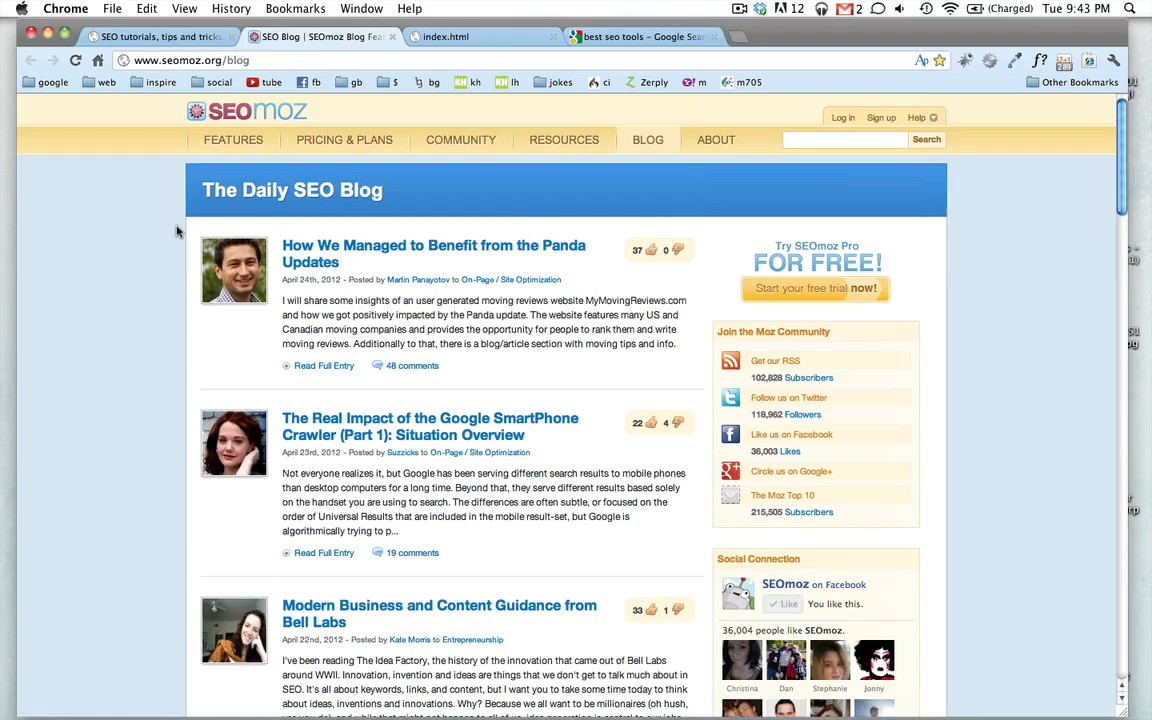 Chrome File Edit View History Bookmarks Window Help 12 2 (Charged) Tue 9:43 PM
SEO tutorials, tips and tricks
SEO Blog | SEOmoz Blog Fea
index.html
best seo tools – Google Sea
www.seomoz.org/blog
google web inspire social tube fb gb $ bg kh lh jokes ci Zerply m m705 Other Bookmarks
SEOmoz
Log in Sign up Help
FEATURES PRICING & PLANS COMMUNITY RESOURCES BLOG ABOUT Search
The Daily SEO Blog
How We Managed to Benefit from the Panda
Updates
37 0
April 24th, 2012 - Posted by Martin Panayotov to On-Page / Site Optimization
I will share some insights of an user generated moving reviews website MyMovingReviews.com
and how we got positively impacted by the Panda update. The website features many US and
Canadian moving companies and provides the opportunity for people to rank them and write
moving reviews. Additionally to that, there is a blog/article section with moving tips and info.
Read Full Entry 48 comments
The Real Impact of the Google SmartPhone
Crawler (Part 1): Situation Overview
22 4
April 23rd, 2012 - Posted by Suzzicks to On-Page / Site Optimization
Not everyone realizes it, but Google has been serving different search results to mobile phones
than desktop computers for a long time. Beyond that, they serve different results based solely
on the handset you are using to search. The differences are often subtle, or focused on the
order of Universal Results that are included in the mobile result-set, but Google is
algorithmically trying to p...
Read Full Entry 19 comments
Modern Business and Content Guidance from
Bell Labs
33 1
April 22nd, 2012 - Posted by Kate Morris to Entrepreneurship
I've been reading The Idea Factory, the history of the innovation that came out of Bell Labs
around WWII. Innovation, invention and ideas are things that we don't get to talk much about in
SEO. It's all about keywords, links, and content, but I want you to take some time today to think
about ideas, inventions and innovations. Why? Because we all want to be millionaires (oh hush,
Try SEOmoz Pro
FOR FREE!
Start your free trial now!
Join the Moz Community
Get our RSS
102,828 Subscribers
Follow us on Twitter
118,962 Followers
Like us on Facebook
36,003 Likes
Circle us on Google+
The Moz Top 10
215,505 Subscribers
Social Connection
SEOmoz on Facebook
Like You like this.
36,004 people like SEOmoz.
Christina Dan Stephanie Jonny